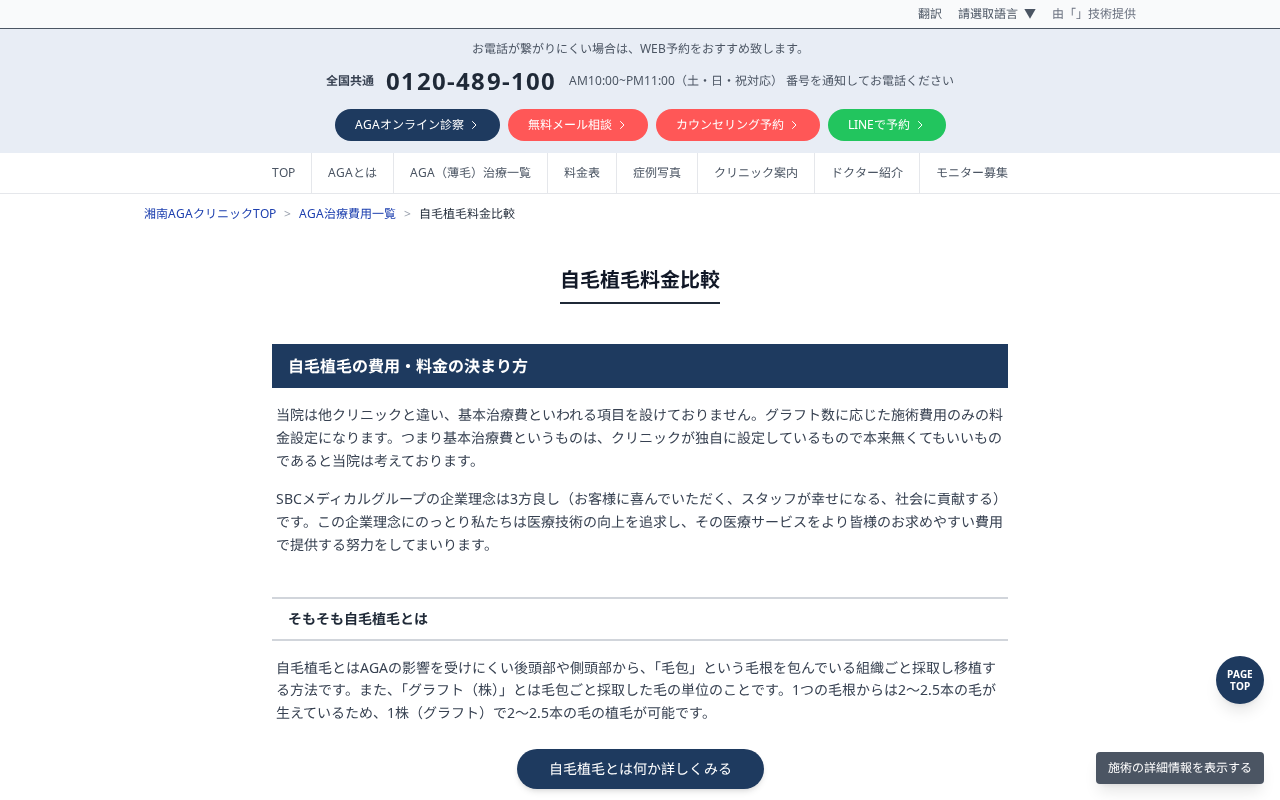 翻訳 請選取語言 ▼ 由「」技術提供
お電話が繋がりにくい場合は、WEB予約をおすすめ致します。
全国共通 0120-489-100 AM10:00~PM11:00（土・日・祝対応） 番号を通知してお電話ください
AGAオンライン診察 無料メール相談 カウンセリング予約 LINEで予約
TOP AGAとは AGA（薄毛）治療一覧 料金表 症例写真 クリニック案内 ドクター紹介 モニター募集
湘南AGAクリニックTOP > AGA治療費用一覧 > 自毛植毛料金比較
自毛植毛料金比較
自毛植毛の費用・料金の決まり方
当院は他クリニックと違い、基本治療費といわれる項目を設けておりません。グラフト数に応じた施術費用のみの料
金設定になります。つまり基本治療費というものは、クリニックが独自に設定しているもので本来無くてもいいもの
であると当院は考えております。
SBCメディカルグループの企業理念は3方良し（お客様に喜んでいただく、スタッフが幸せになる、社会に貢献する）
です。この企業理念にのっとり私たちは医療技術の向上を追求し、その医療サービスをより皆様のお求めやすい費用
で提供する努力をしてまいります。
そもそも自毛植毛とは
自毛植毛とはAGAの影響を受けにくい後頭部や側頭部から、「毛包」という毛根を包んでいる組織ごと採取し移植す
る方法です。また、「グラフト（株）」とは毛包ごと採取した毛の単位のことです。1つの毛根からは2〜2.5本の毛が
生えているため、1株（グラフト）で2〜2.5本の毛の植毛が可能です。
PAGE
TOP
自毛植毛とは何か詳しくみる
施術の詳細情報を表示する